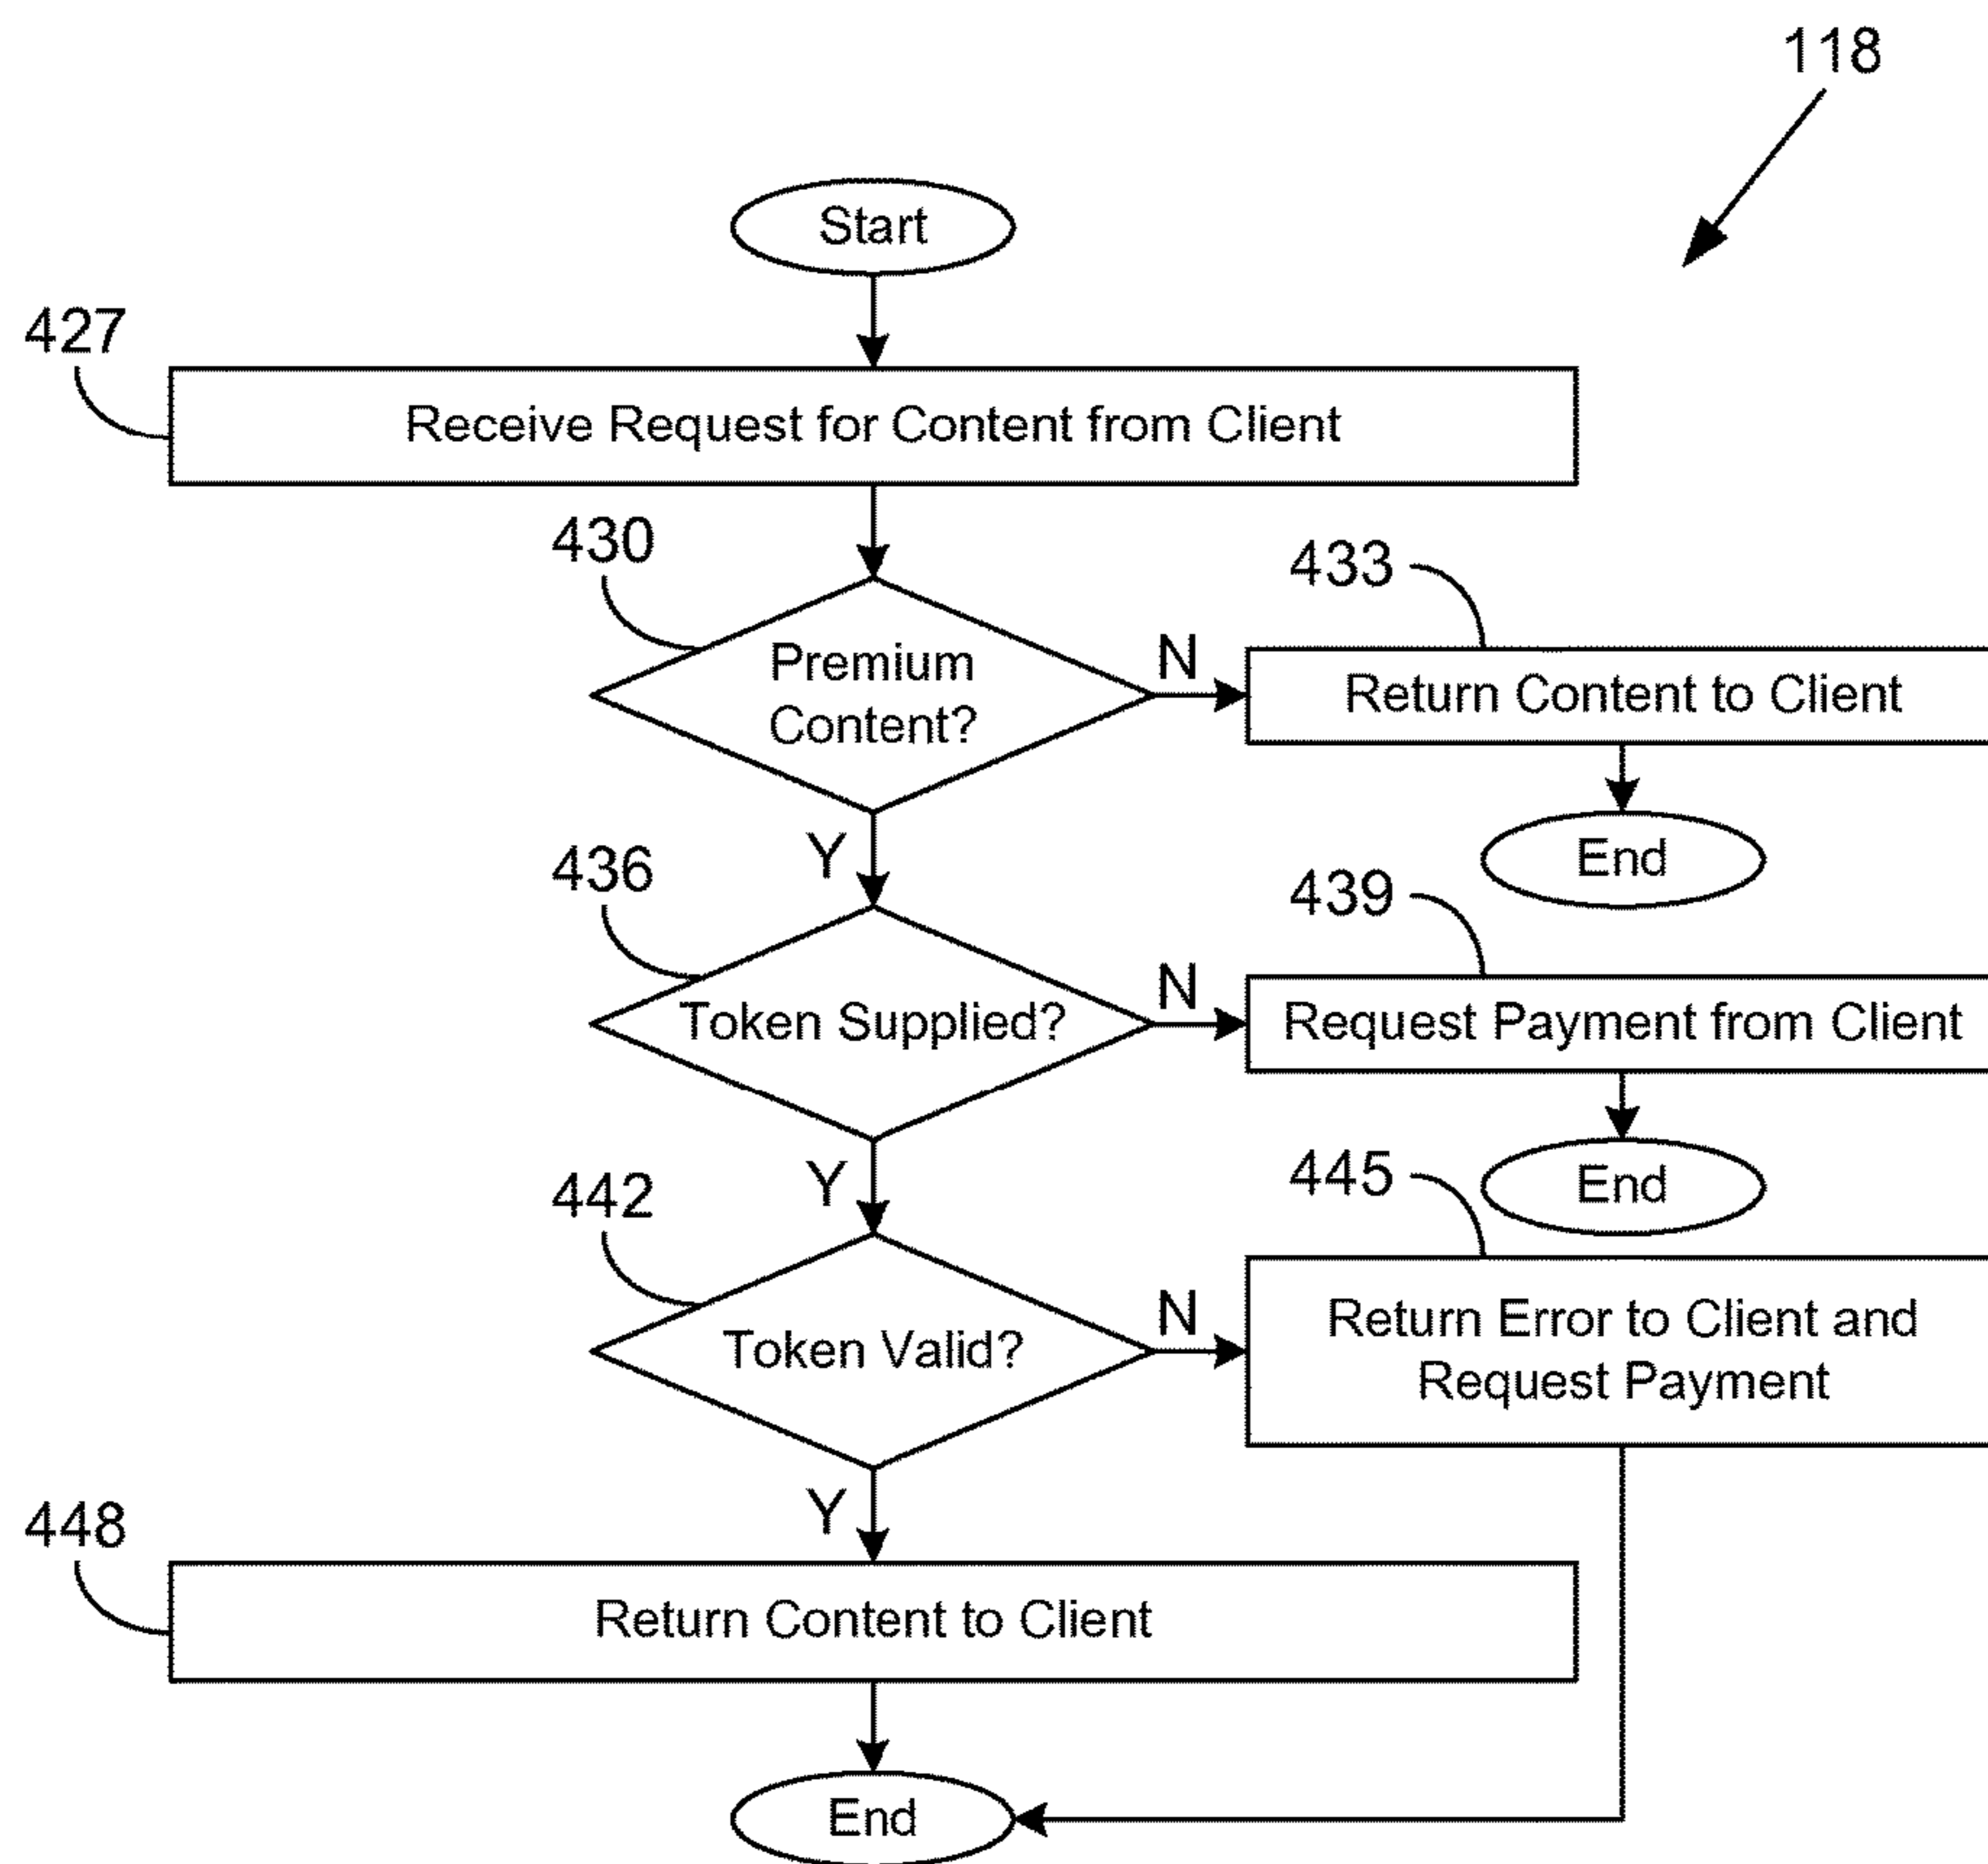 118
Start
427
Receive Request for Content from Client
430
433
Premium
Content?
N
Return Content to Client
Y
End
436
439
Token Supplied?
N
Request Payment from Client
Y
End
442
445
Token Valid?
N
Return Error to Client and
Request Payment
Y
448
Return Content to Client
End